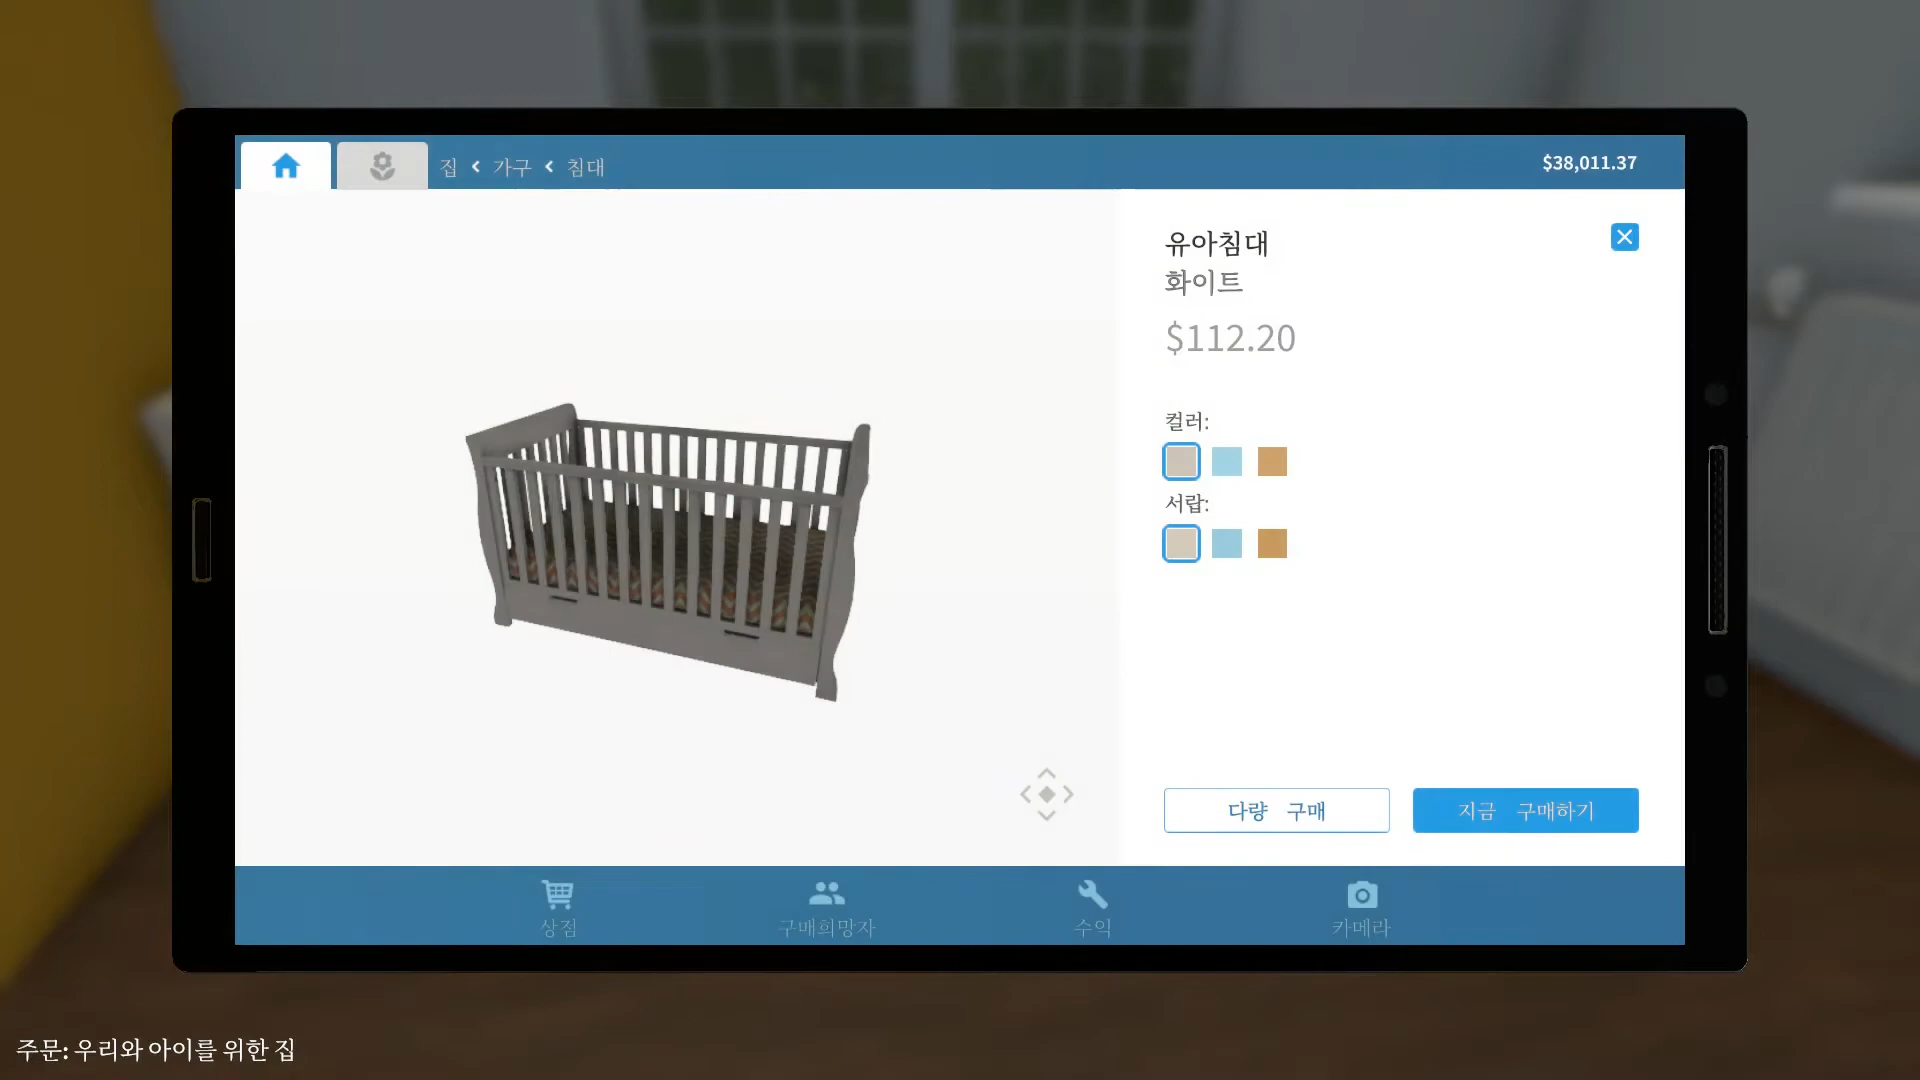 집 < 가구 < 침대
$38,011.37
유아침대
화이트
$112.20
컬러:
서랍:
다량 구매
지금 구매하기
상점
구매희망자
수익
카메라
주문: 우리와 아이를 위한 집